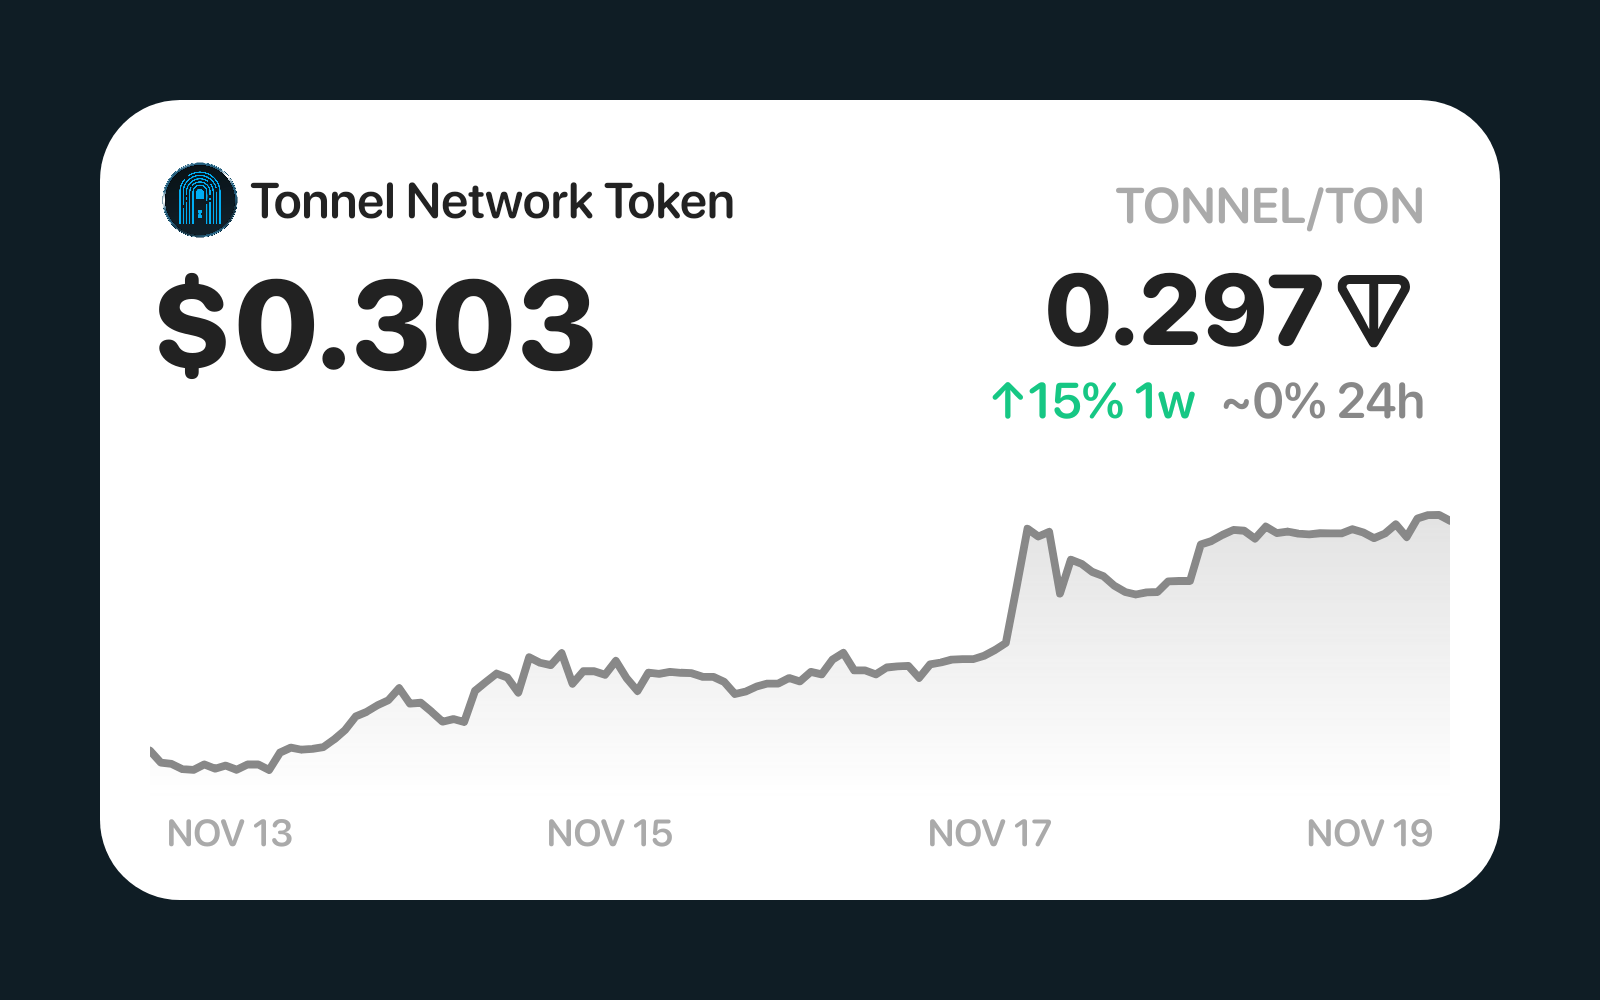 Tonnel Network Token
TONNEL/TON
$0.303
0.297
↑15% 1w ~0% 24h
NOV 13
NOV 15
NOV 17
NOV 19